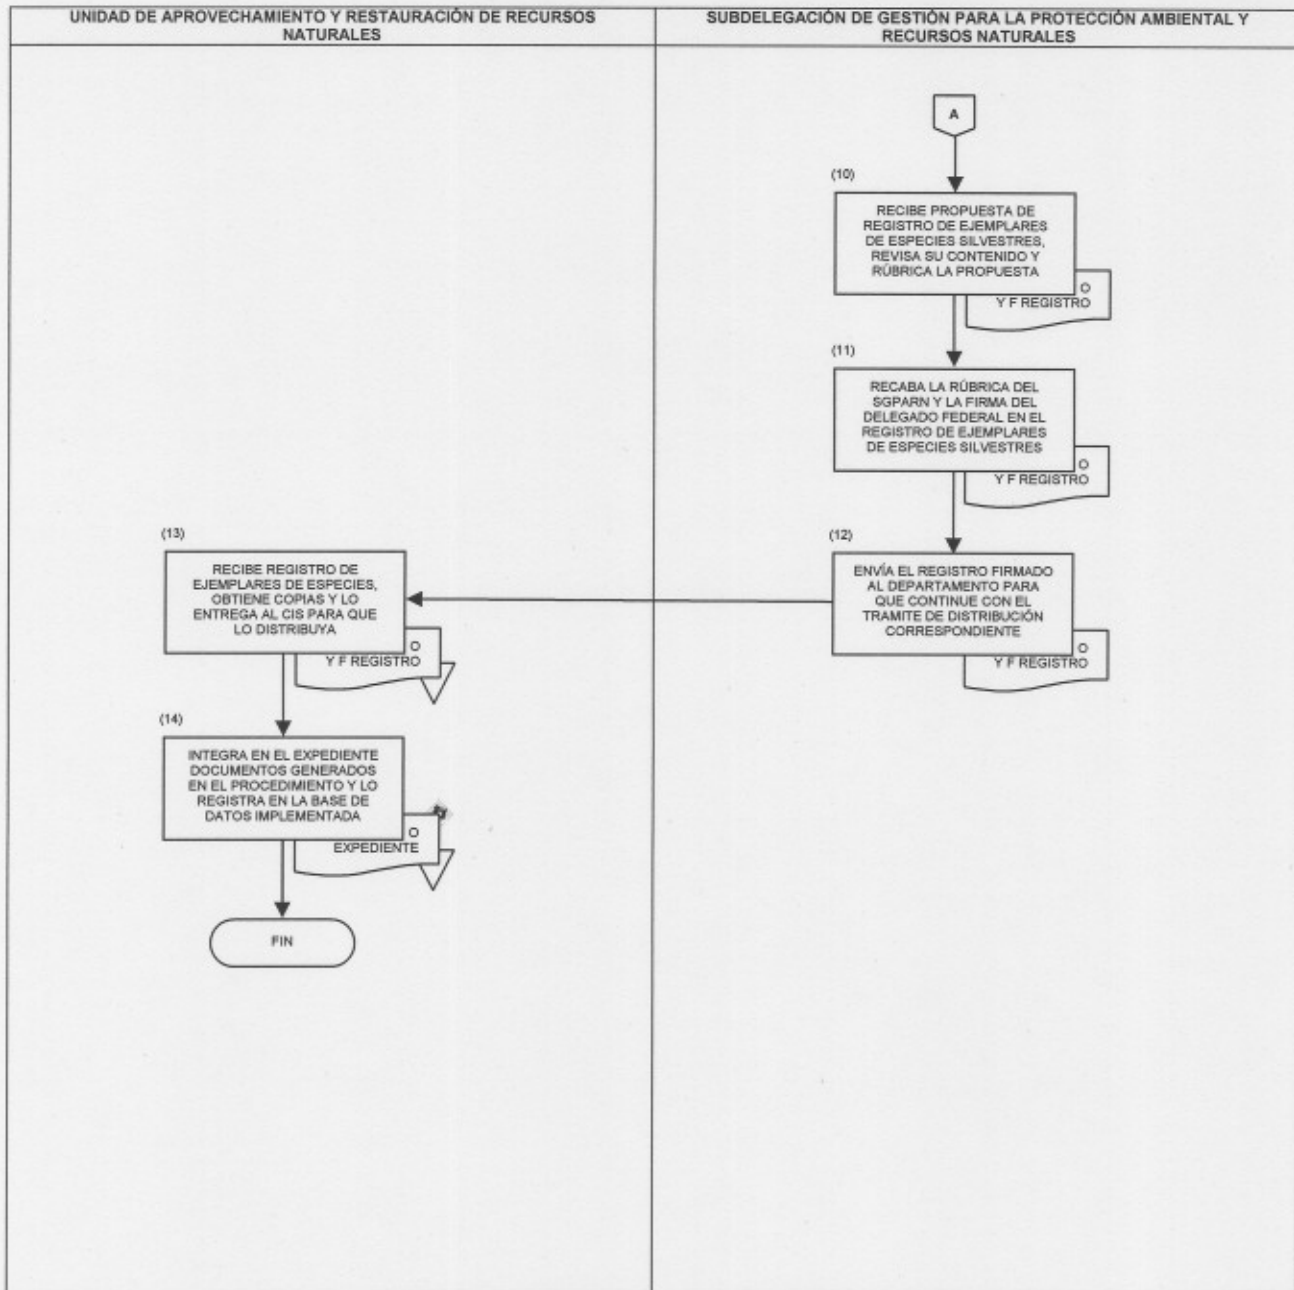 UNIDAD DE APROVECHAMIENTO Y RESTAURACIÓN DE RECURSOS
NATURALES
SUBDELEGACIÓN DE GESTIÓN PARA LA PROTECCIÓN AMBIENTAL Y
RECURSOS NATURALES
A
(10)
RECIBE PROPUESTA DE
REGISTRO DE EJEMPLARES
DE ESPECIES SILVESTRES,
REVISA SU CONTENIDO Y
RÚBRICA LA PROPUESTA
O
Y F REGISTRO
(11)
RECABA LA RÚBRICA DEL
SGPARN Y LA FIRMA DEL
DELEGADO FEDERAL EN EL
REGISTRO DE EJEMPLARES
DE ESPECIES SILVESTRES
O
Y F REGISTRO
(12)
ENVÍA EL REGISTRO FIRMADO
AL DEPARTAMENTO PARA
QUE CONTINUE CON EL
TRAMITE DE DISTRIBUCIÓN
CORRESPONDIENTE
O
Y F REGISTRO
(13)
RECIBE REGISTRO DE
EJEMPLARES DE ESPECIES,
OBTIENE COPIAS Y LO
ENTREGA AL CIS PARA QUE
LO DISTRIBUYA
O
Y F REGISTRO
(14)
INTEGRA EN EL EXPEDIENTE
DOCUMENTOS GENERADOS
EN EL PROCEDIMIENTO Y LO
REGISTRA EN LA BASE DE
DATOS IMPLEMENTADA
O
EXPEDIENTE
FIN